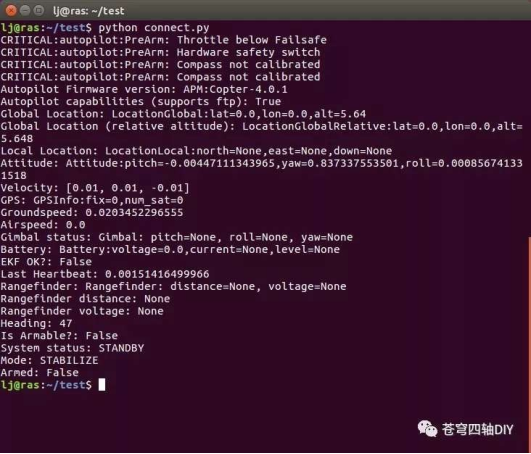 lj@ras: ~/test
lj@ras:~/test$ python connect.py
CRITICAL:autopilot:PreArm: Throttle below Failsafe
CRITICAL:autopilot:PreArm: Hardware safety switch
CRITICAL:autopilot:PreArm: Compass not calibrated
CRITICAL:autopilot:PreArm: Compass not calibrated
Autopilot Firmware version: APM:Copter-4.0.1
Autopilot capabilities (supports ftp): True
Global Location: LocationGlobal:lat=0.0,lon=0.0,alt=5.64
Global Location (relative altitude): LocationGlobalRelative:lat=0.0,lon=0.0,alt=
5.648
Local Location: LocationLocal:north=None,east=None,down=None
Attitude: Attitude:pitch=-0.00447111343965,yaw=0.837337553501,roll=0.00085674133
1518
Velocity: [0.01, 0.01, -0.01]
GPS: GPSInfo:fix=0,num_sat=0
Groundspeed: 0.0203452296555
Airspeed: 0.0
Gimbal status: Gimbal: pitch=None, roll=None, yaw=None
Battery: Battery:voltage=0.0,current=None,level=None
EKF OK?: False
Last Heartbeat: 0.00151416499966
Rangefinder: Rangefinder: distance=None, voltage=None
Rangefinder distance: None
Rangefinder voltage: None
Heading: 47
Is Armable?: False
System status: STANDBY
Mode: STABILIZE
Armed: False
lj@ras:~/test$
苍穹四轴DIY